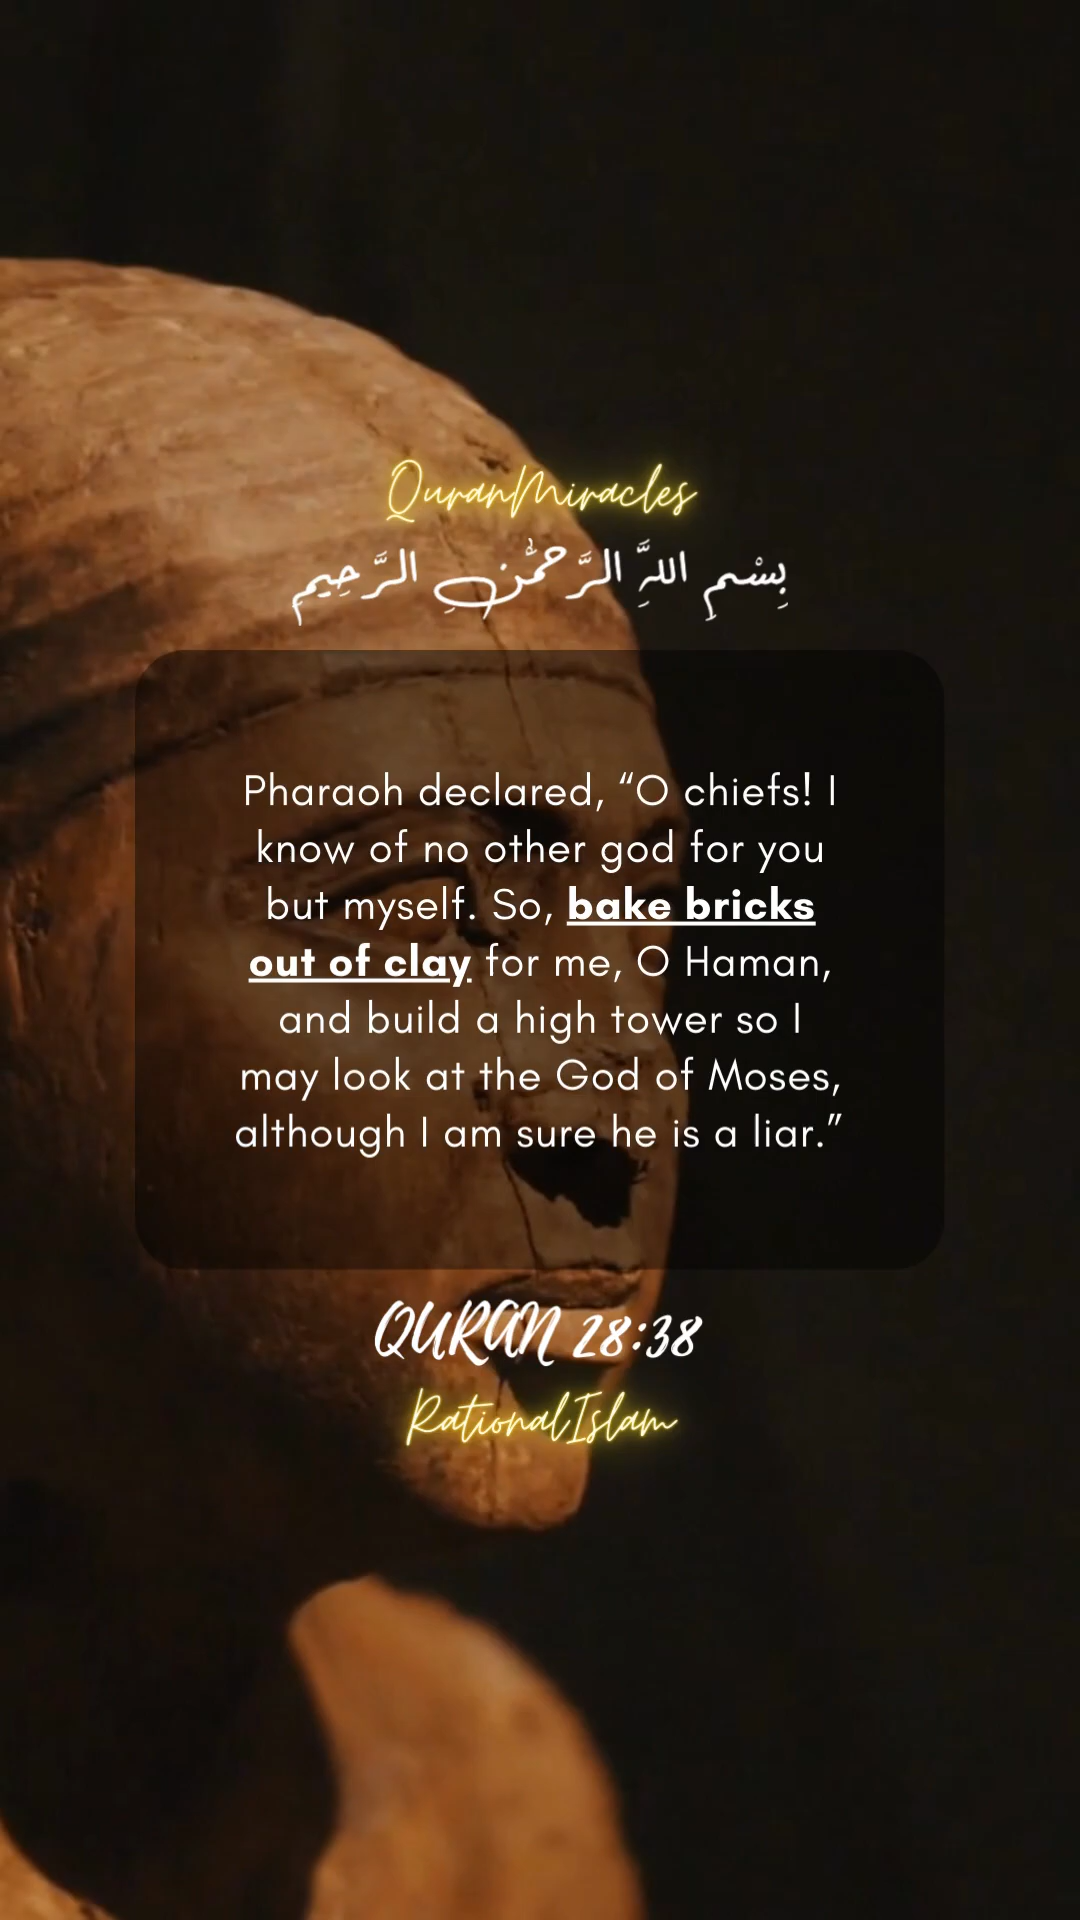 QuranMiracles
بِسْمِ اللهِ الرَّحْمٰنِ الرَّحِيمِ
Pharaoh declared, “O chiefs! I
know of no other god for you
but myself. So, bake bricks
out of clay for me, O Haman,
and build a high tower so I
may look at the God of Moses,
although I am sure he is a liar.”
QURAN 28:38
RationalIslam